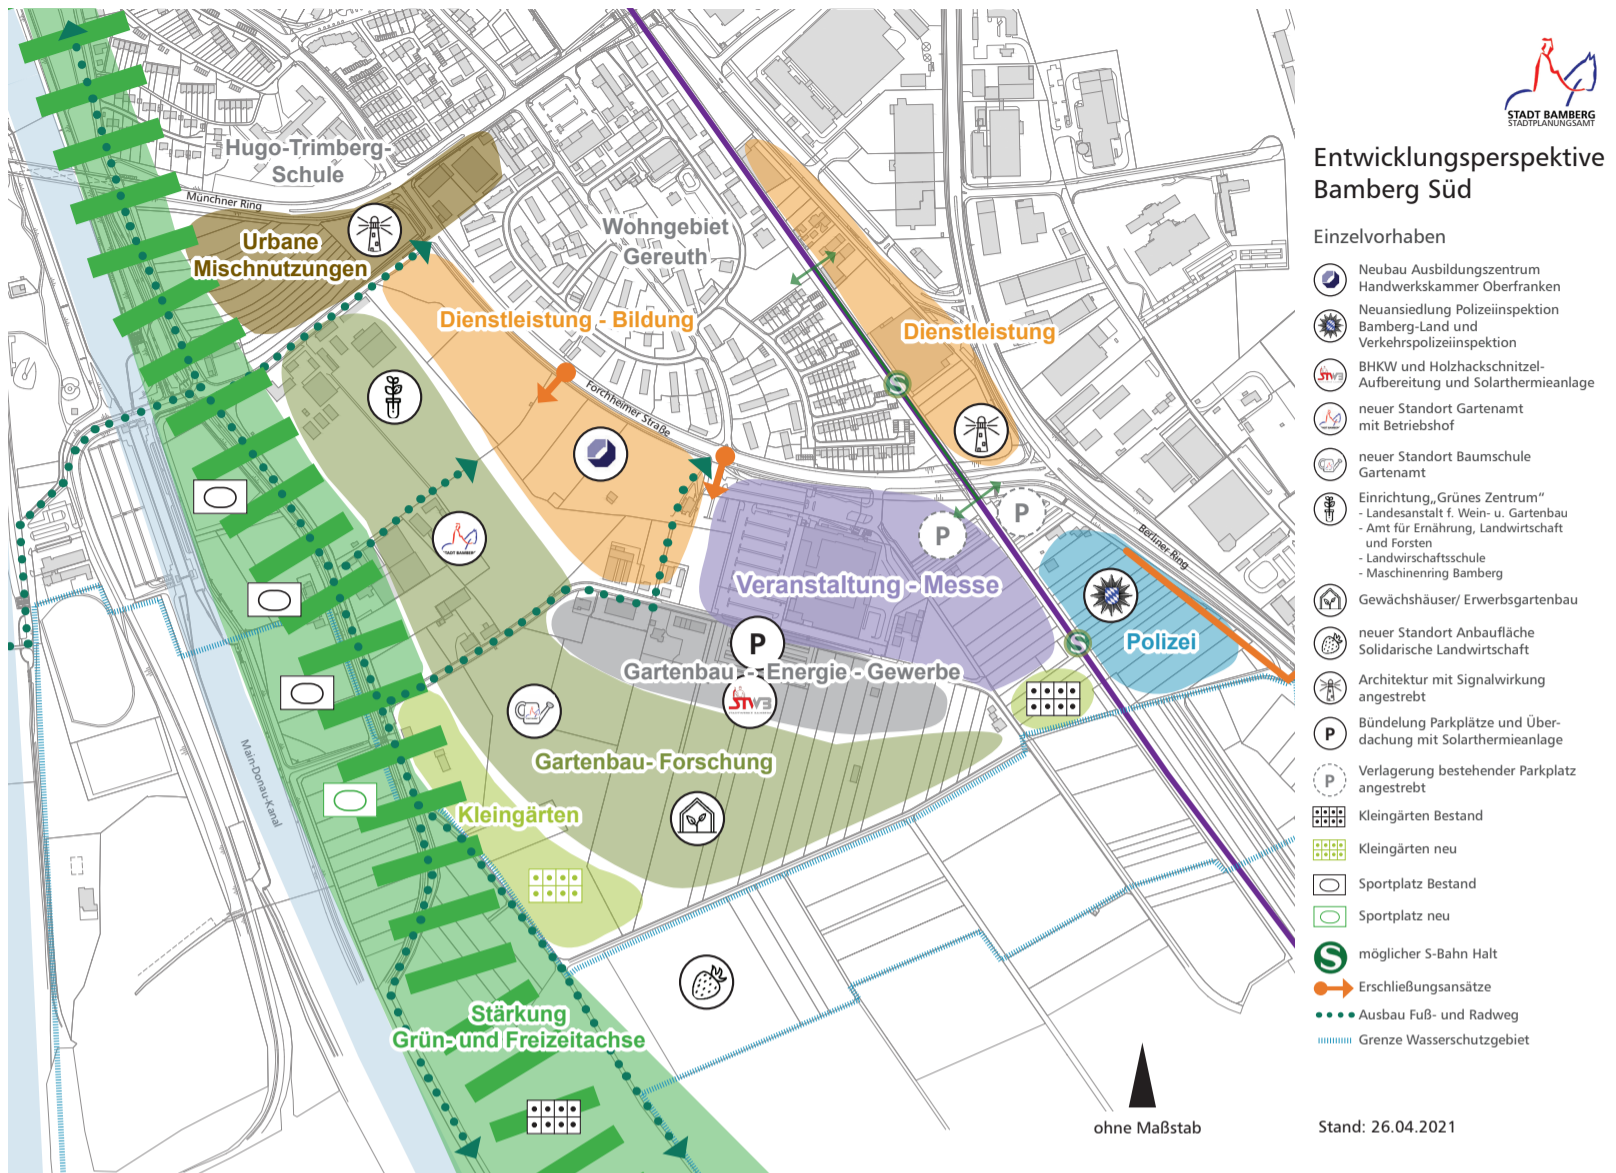 Hugo-Trimberg-
Schule
Münchner Ring
Urbane
Mischnutzungen
Wohngebiet
Gereuth
Dienstleistung - Bildung
Dienstleistung
Forchheimer Straße
S
P
P
Berliner Ring
Veranstaltung - Messe
Polizei
S
STADT BAMBERG
P
Gartenbau - Energie - Gewerbe
STWB
Gartenbau- Forschung
Main-Donau-Kanal
Kleingärten
Stärkung
Grün- und Freizeitachse
ohne Maßstab
STADT BAMBERG
STADTPLANUNGSAMT
Entwicklungsperspektive
Bamberg Süd
Einzelvorhaben
Neubau Ausbildungszentrum
Handwerkskammer Oberfranken
Neuansiedlung Polizeiinspektion
Bamberg-Land und
Verkehrspolizeiinspektion
STWB
BHKW und Holzhackschnitzel-
Aufbereitung und Solarthermieanlage
neuer Standort Gartenamt
mit Betriebshof
neuer Standort Baumschule
Gartenamt
Einrichtung„Grünes Zentrum“
- Landesanstalt f. Wein- u. Gartenbau
- Amt für Ernährung, Landwirtschaft
und Forsten
- Landwirtschaftsschule
- Maschinenring Bamberg
Gewächshäuser/ Erwerbsgartenbau
neuer Standort Anbaufläche
Solidarische Landwirtschaft
Architektur mit Signalwirkung
angestrebt
P
Bündelung Parkplätze und Über-
dachung mit Solarthermieanlage
P
Verlagerung bestehender Parkplatz
angestrebt
Kleingärten Bestand
Kleingärten neu
Sportplatz Bestand
Sportplatz neu
S
möglicher S-Bahn Halt
Erschließungsansätze
Ausbau Fuß- und Radweg
Grenze Wasserschutzgebiet
Stand: 26.04.2021